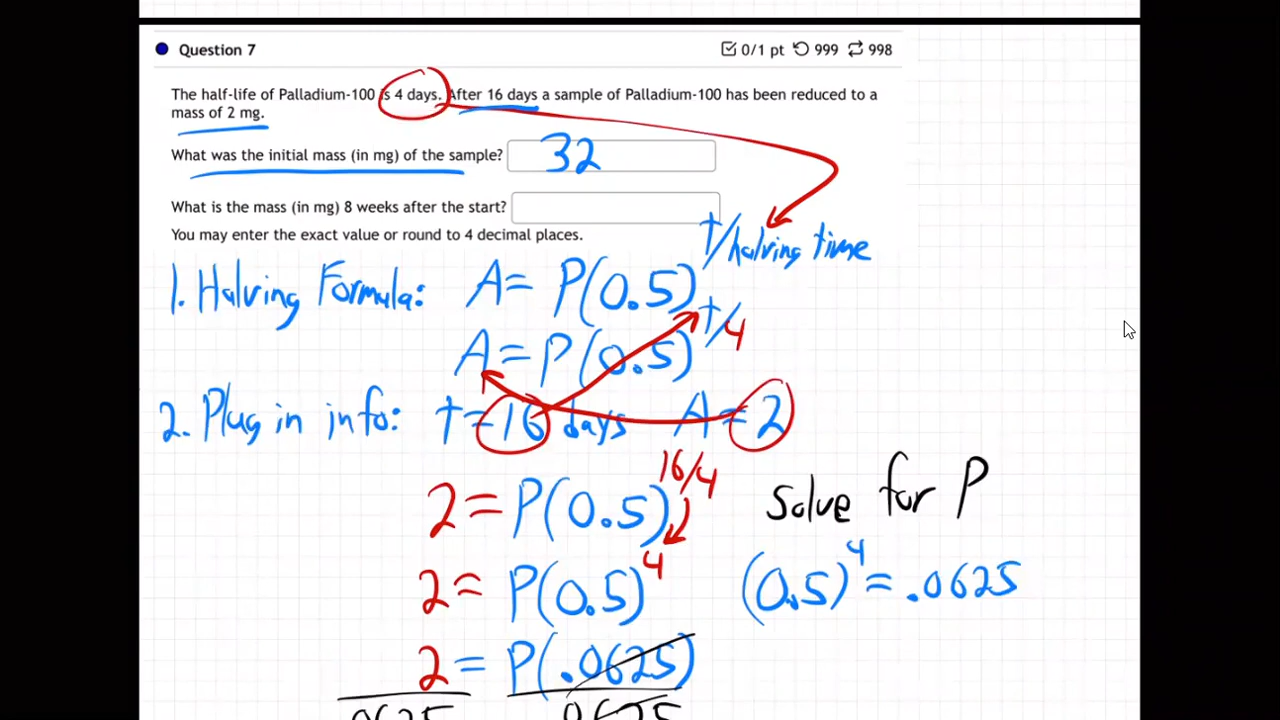 Question 7
0/1 pt 999 998
The half-life of Palladium-100 is 4 days. After 16 days a sample of Palladium-100 has been reduced to a
mass of 2 mg.
What was the initial mass (in mg) of the sample? 32
What is the mass (in mg) 8 weeks after the start?
You may enter the exact value or round to 4 decimal places.
1. Halving Formula: A = P(0.5)^t/halving time
A = P(0.5)^t/4
2. Plug in info: t = 16 days A = 2
2 = P(0.5)^16/4 Solve for P
2 = P(0.5)^4 (0.5)^4 = .0625
2 = P(.0625)
.0625 .0625